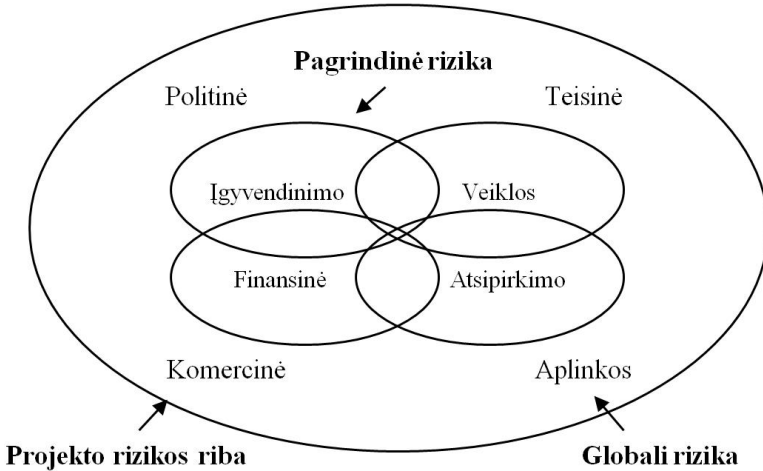 Pagrindinė rizika
Politinė
Teisinė
Įgyvendinimo
Veiklos
Finansinė
Atsipirkimo
Komercinė
Aplinkos
Projekto rizikos riba
Globali rizika